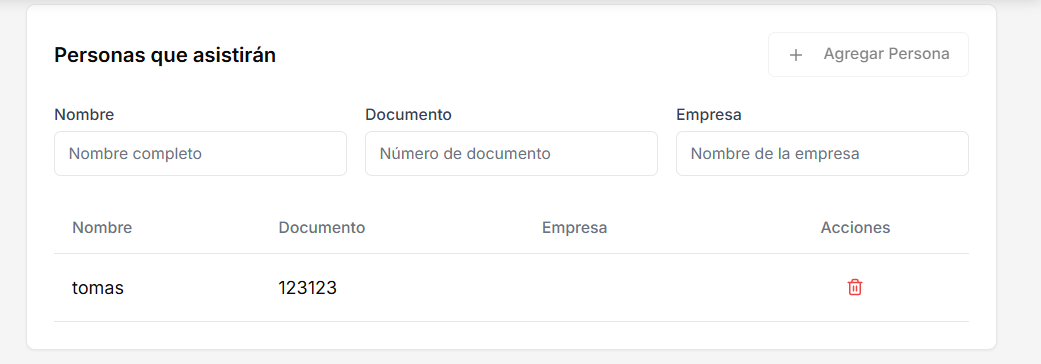 Personas que asistirán
+ Agregar Persona
Nombre Documento Empresa
Nombre completo Número de documento Nombre de la empresa
Nombre Documento Empresa Acciones
tomas 123123